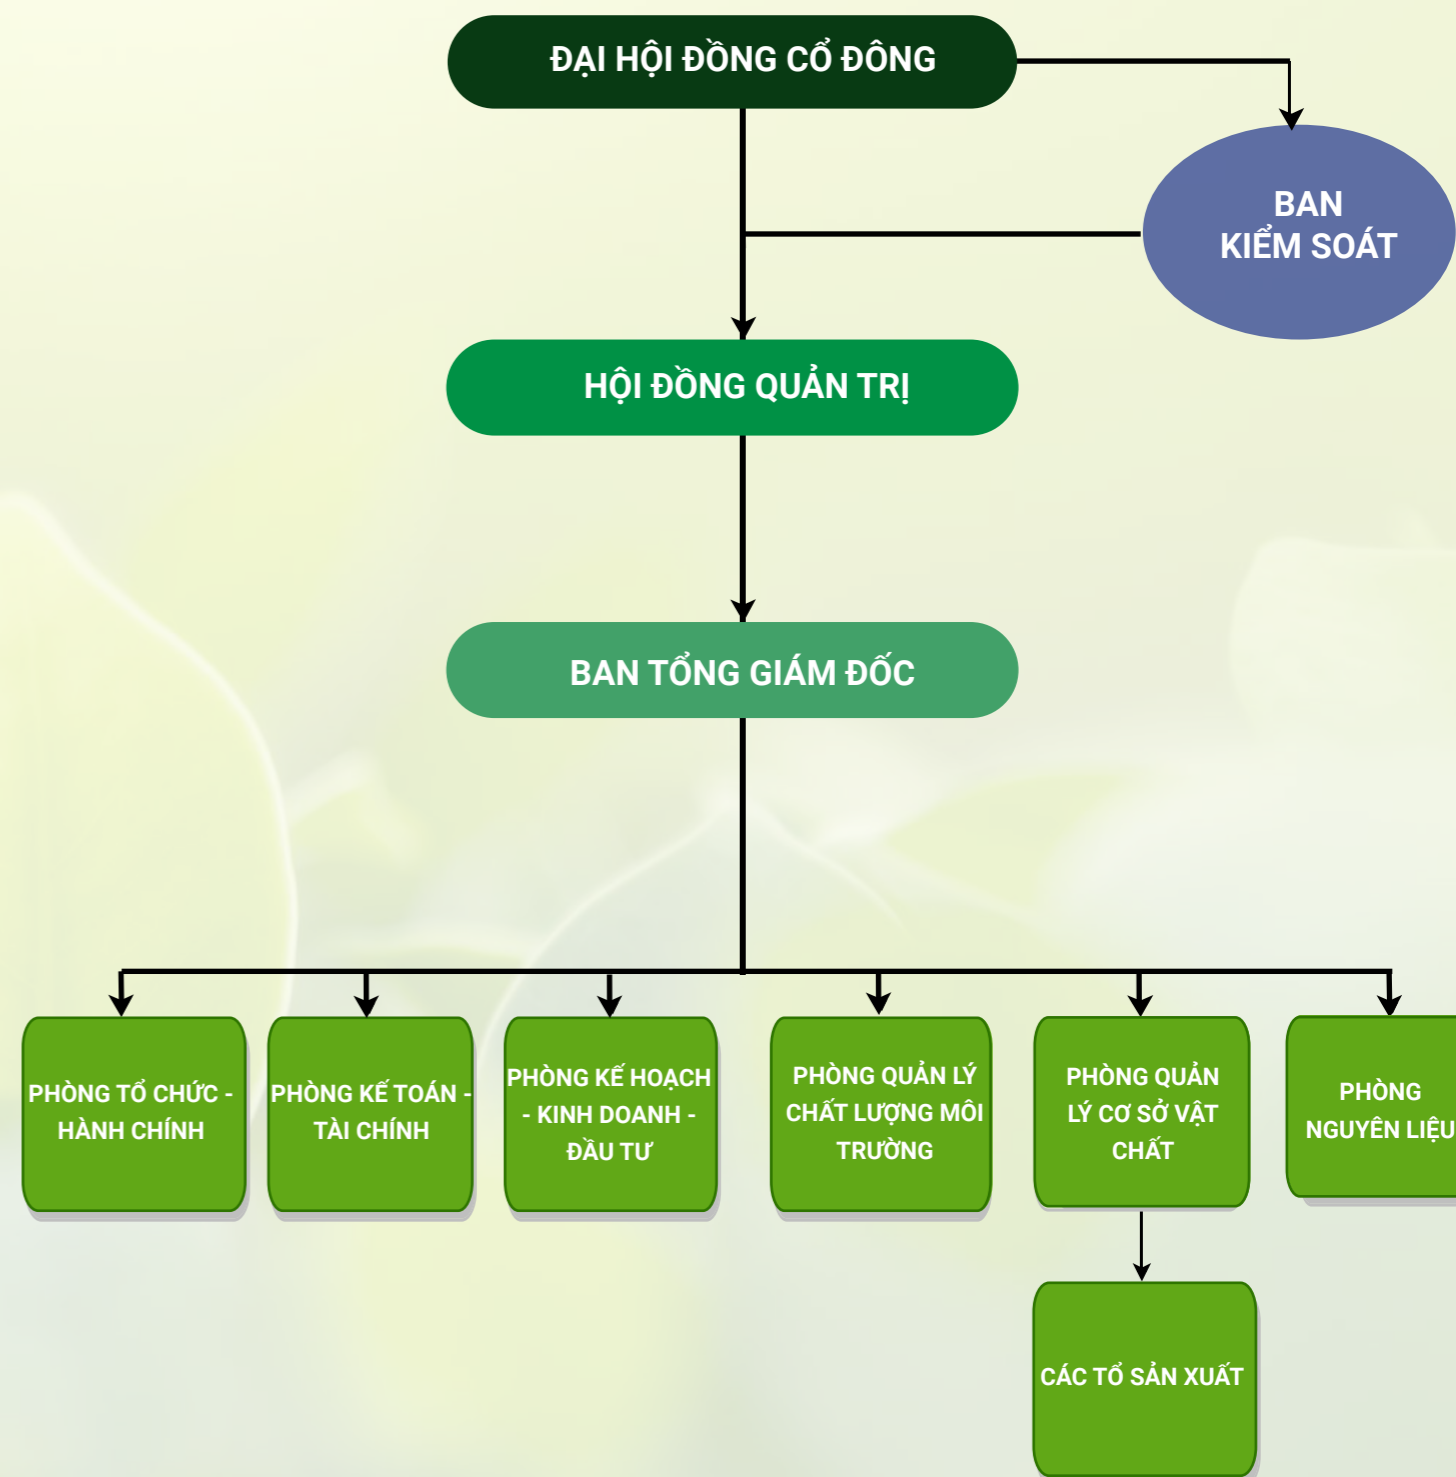 ĐẠI HỘI ĐỒNG CỔ ĐÔNG
BAN
KIỂM SOÁT
HỘI ĐỒNG QUẢN TRỊ
BAN TỔNG GIÁM ĐỐC
PHÒNG TỔ CHỨC -
HÀNH CHÍNH
PHÒNG KẾ TOÁN -
TÀI CHÍNH
PHÒNG KẾ HOẠCH
- KINH DOANH -
ĐẦU TƯ
PHÒNG QUẢN LÝ
CHẤT LƯỢNG MÔI
TRƯỜNG
PHÒNG QUẢN
LÝ CƠ SỞ VẬT
CHẤT
PHÒNG
NGUYÊN LIỆU
CÁC TỔ SẢN XUẤT